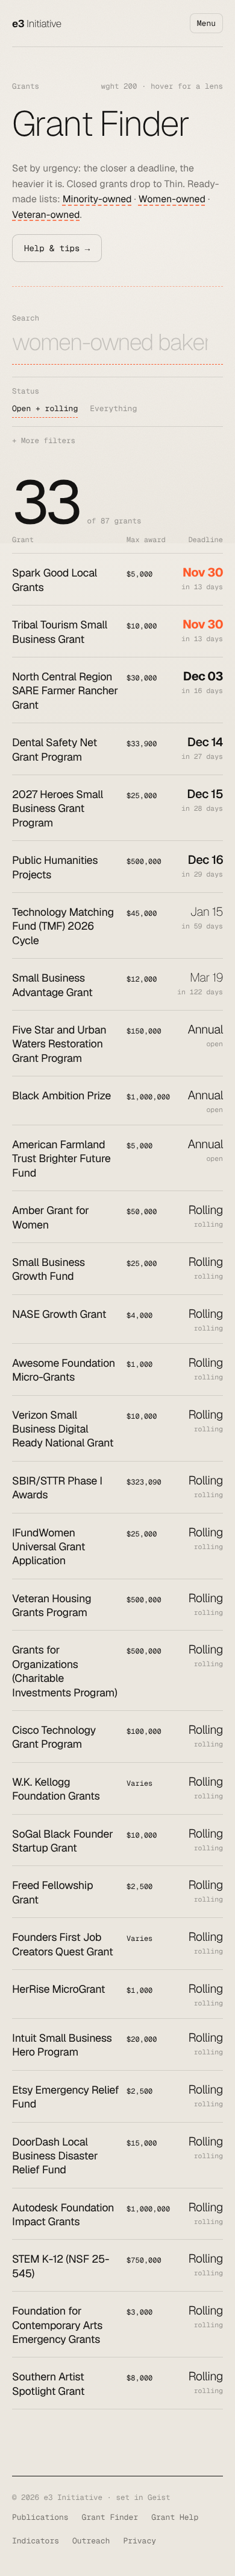 e3 Initiative
Menu
Grants
wght 200 · hover for a lens
Grant Finder
Set by urgency: the closer a deadline, the
heavier it is. Closed grants drop to Thin. Ready-
made lists: Minority-owned · Women-owned ·
Veteran-owned.
Help & tips →
Search
women-owned baker
Status
Open + rolling Everything
+ More filters
33 of 87 grants
Grant Max award Deadline
Spark Good Local $5,000 Nov 30
Grants in 13 days
Tribal Tourism Small $10,000 Nov 30
Business Grant in 13 days
North Central Region $30,000 Dec 03
SARE Farmer Rancher in 16 days
Grant
Dental Safety Net $33,900 Dec 14
Grant Program in 27 days
2027 Heroes Small $25,000 Dec 15
Business Grant in 28 days
Program
Public Humanities $500,000 Dec 16
Projects in 29 days
Technology Matching $45,000 Jan 15
Fund (TMF) 2026 in 59 days
Cycle
Small Business $12,000 Mar 19
Advantage Grant in 122 days
Five Star and Urban $150,000 Annual
Waters Restoration open
Grant Program
Black Ambition Prize $1,000,000 Annual
open
American Farmland $5,000 Annual
Trust Brighter Future open
Fund
Amber Grant for $50,000 Rolling
Women rolling
Small Business $25,000 Rolling
Growth Fund rolling
NASE Growth Grant $4,000 Rolling
rolling
Awesome Foundation $1,000 Rolling
Micro-Grants rolling
Verizon Small $10,000 Rolling
Business Digital rolling
Ready National Grant
SBIR/STTR Phase I $323,090 Rolling
Awards rolling
IFundWomen $25,000 Rolling
Universal Grant rolling
Application
Veteran Housing $500,000 Rolling
Grants Program rolling
Grants for $500,000 Rolling
Organizations rolling
(Charitable
Investments Program)
Cisco Technology $100,000 Rolling
Grant Program rolling
W.K. Kellogg Varies Rolling
Foundation Grants rolling
SoGal Black Founder $10,000 Rolling
Startup Grant rolling
Freed Fellowship $2,500 Rolling
Grant rolling
Founders First Job Varies Rolling
Creators Quest Grant rolling
HerRise MicroGrant $1,000 Rolling
rolling
Intuit Small Business $20,000 Rolling
Hero Program rolling
Etsy Emergency Relief $2,500 Rolling
Fund rolling
DoorDash Local $15,000 Rolling
Business Disaster rolling
Relief Fund
Autodesk Foundation $1,000,000 Rolling
Impact Grants rolling
STEM K-12 (NSF 25- $750,000 Rolling
545) rolling
Foundation for $3,000 Rolling
Contemporary Arts rolling
Emergency Grants
Southern Artist $8,000 Rolling
Spotlight Grant rolling
© 2026 e3 Initiative · set in Geist
Publications Grant Finder Grant Help
Indicators Outreach Privacy